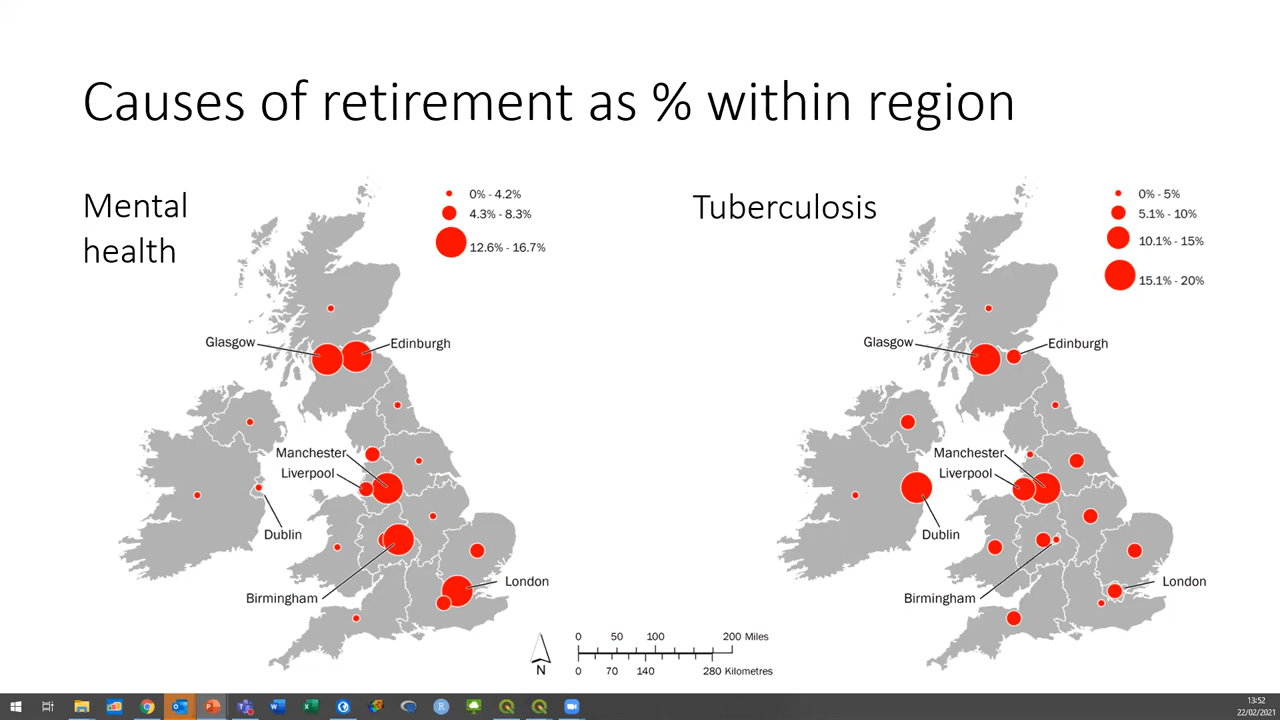 Causes of retirement as % within region
Mental
health
0% - 4.2%
4.3% - 8.3%
12.6% - 16.7%
Glasgow
Edinburgh
Manchester
Liverpool
Dublin
Birmingham
London
Tuberculosis
0% - 5%
5.1% - 10%
10.1% - 15%
15.1% - 20%
Glasgow
Edinburgh
Manchester
Liverpool
Dublin
Birmingham
London
N
0 50 100 200 Miles
0 70 140 280 Kilometres
13:52
22/02/2021